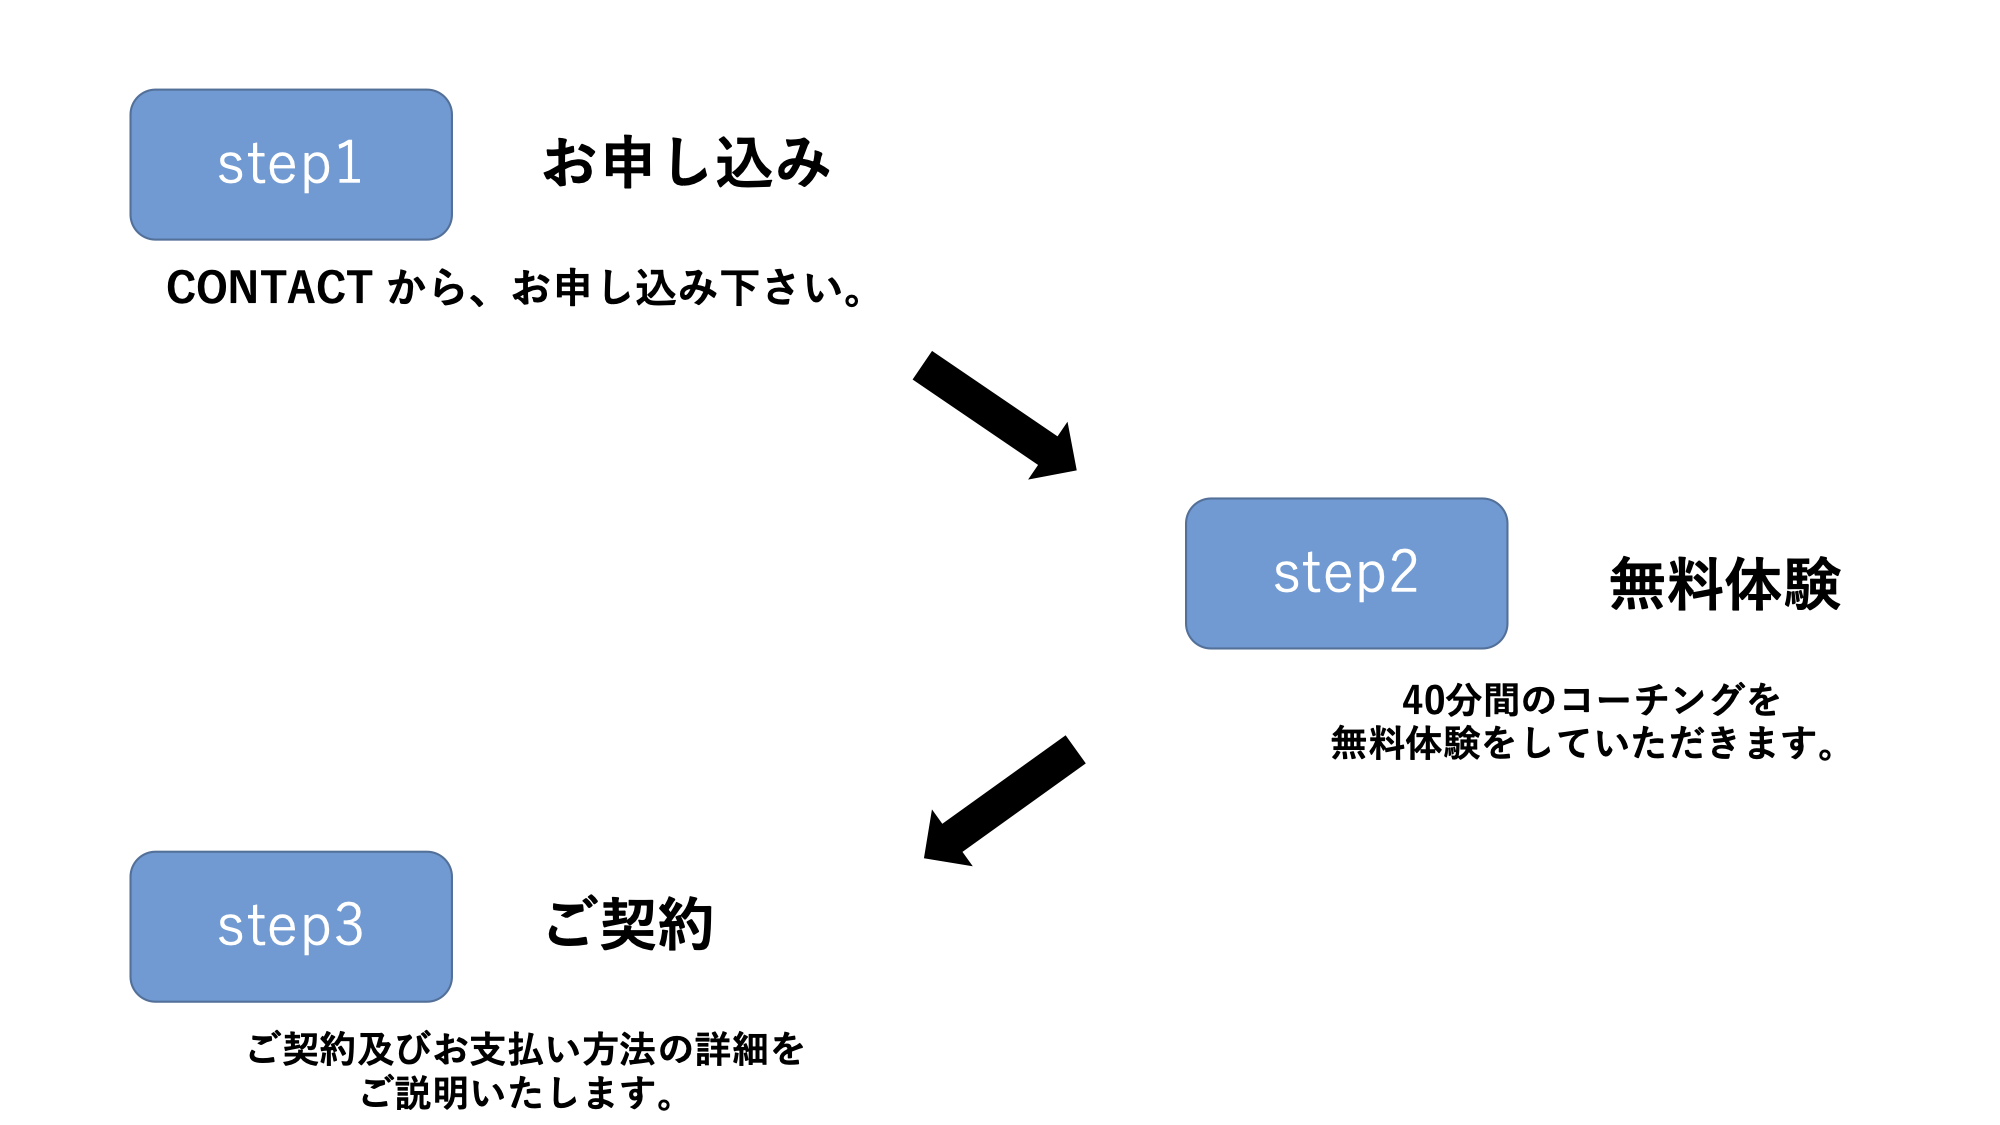 step1
お申し込み
CONTACT から、お申し込み下さい。
step2
無料体験
40分間のコーチングを
無料体験をしていただきます。
step3
ご契約
ご契約及びお支払い方法の詳細を
ご説明いたします。